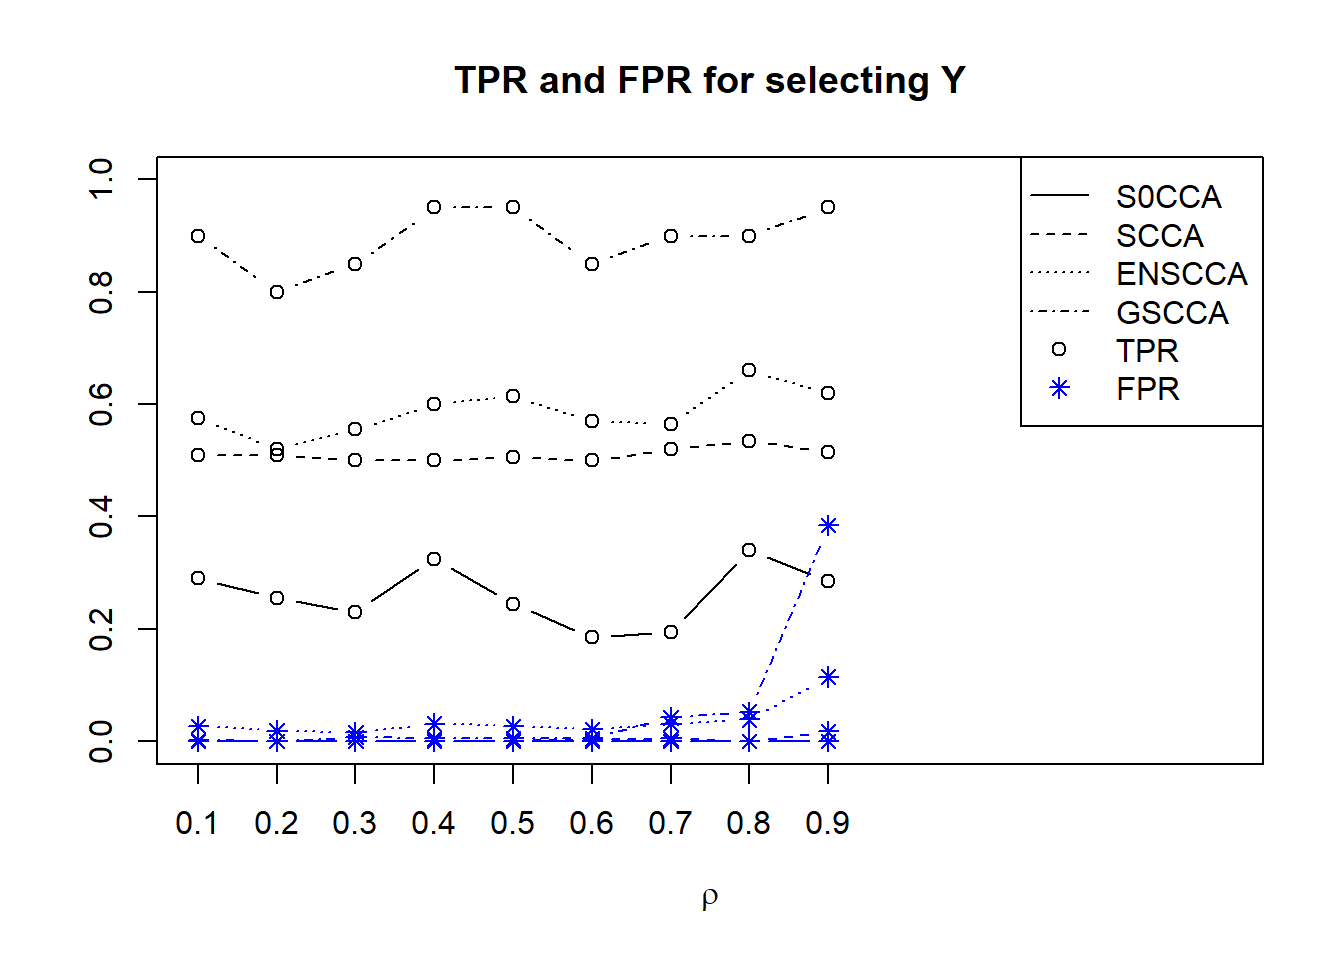 TPR and FPR for selecting Y
1.0
0.8
0.6
0.4
0.2
0.0
S0CCA
SCCA
ENSCCA
GSCCA
TPR
FPR
0.1 0.2 0.3 0.4 0.5 0.6 0.7 0.8 0.9
ρ